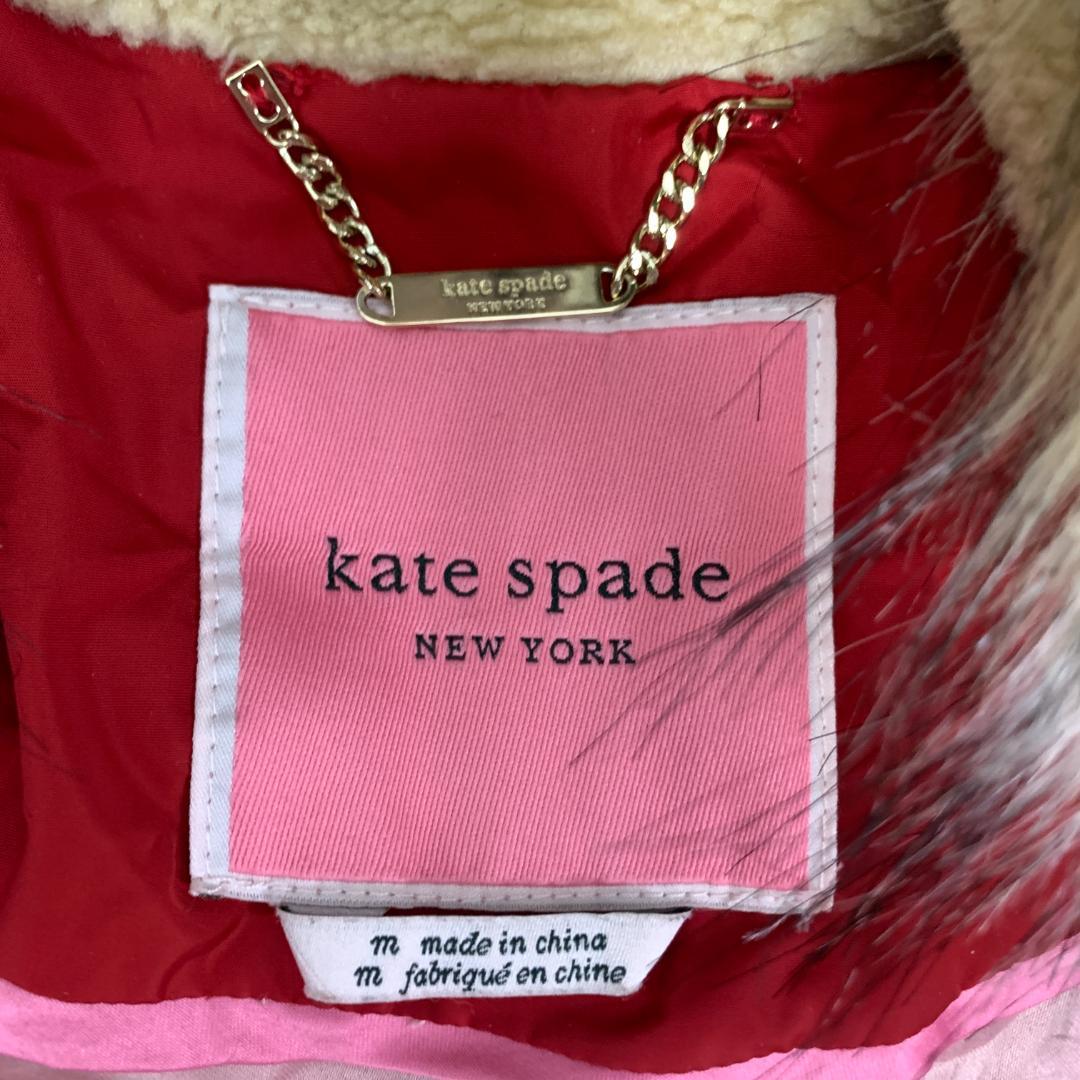 kate spade
NEW YORK
kate spade
NEW YORK
m made in china
m fabriqué en chine